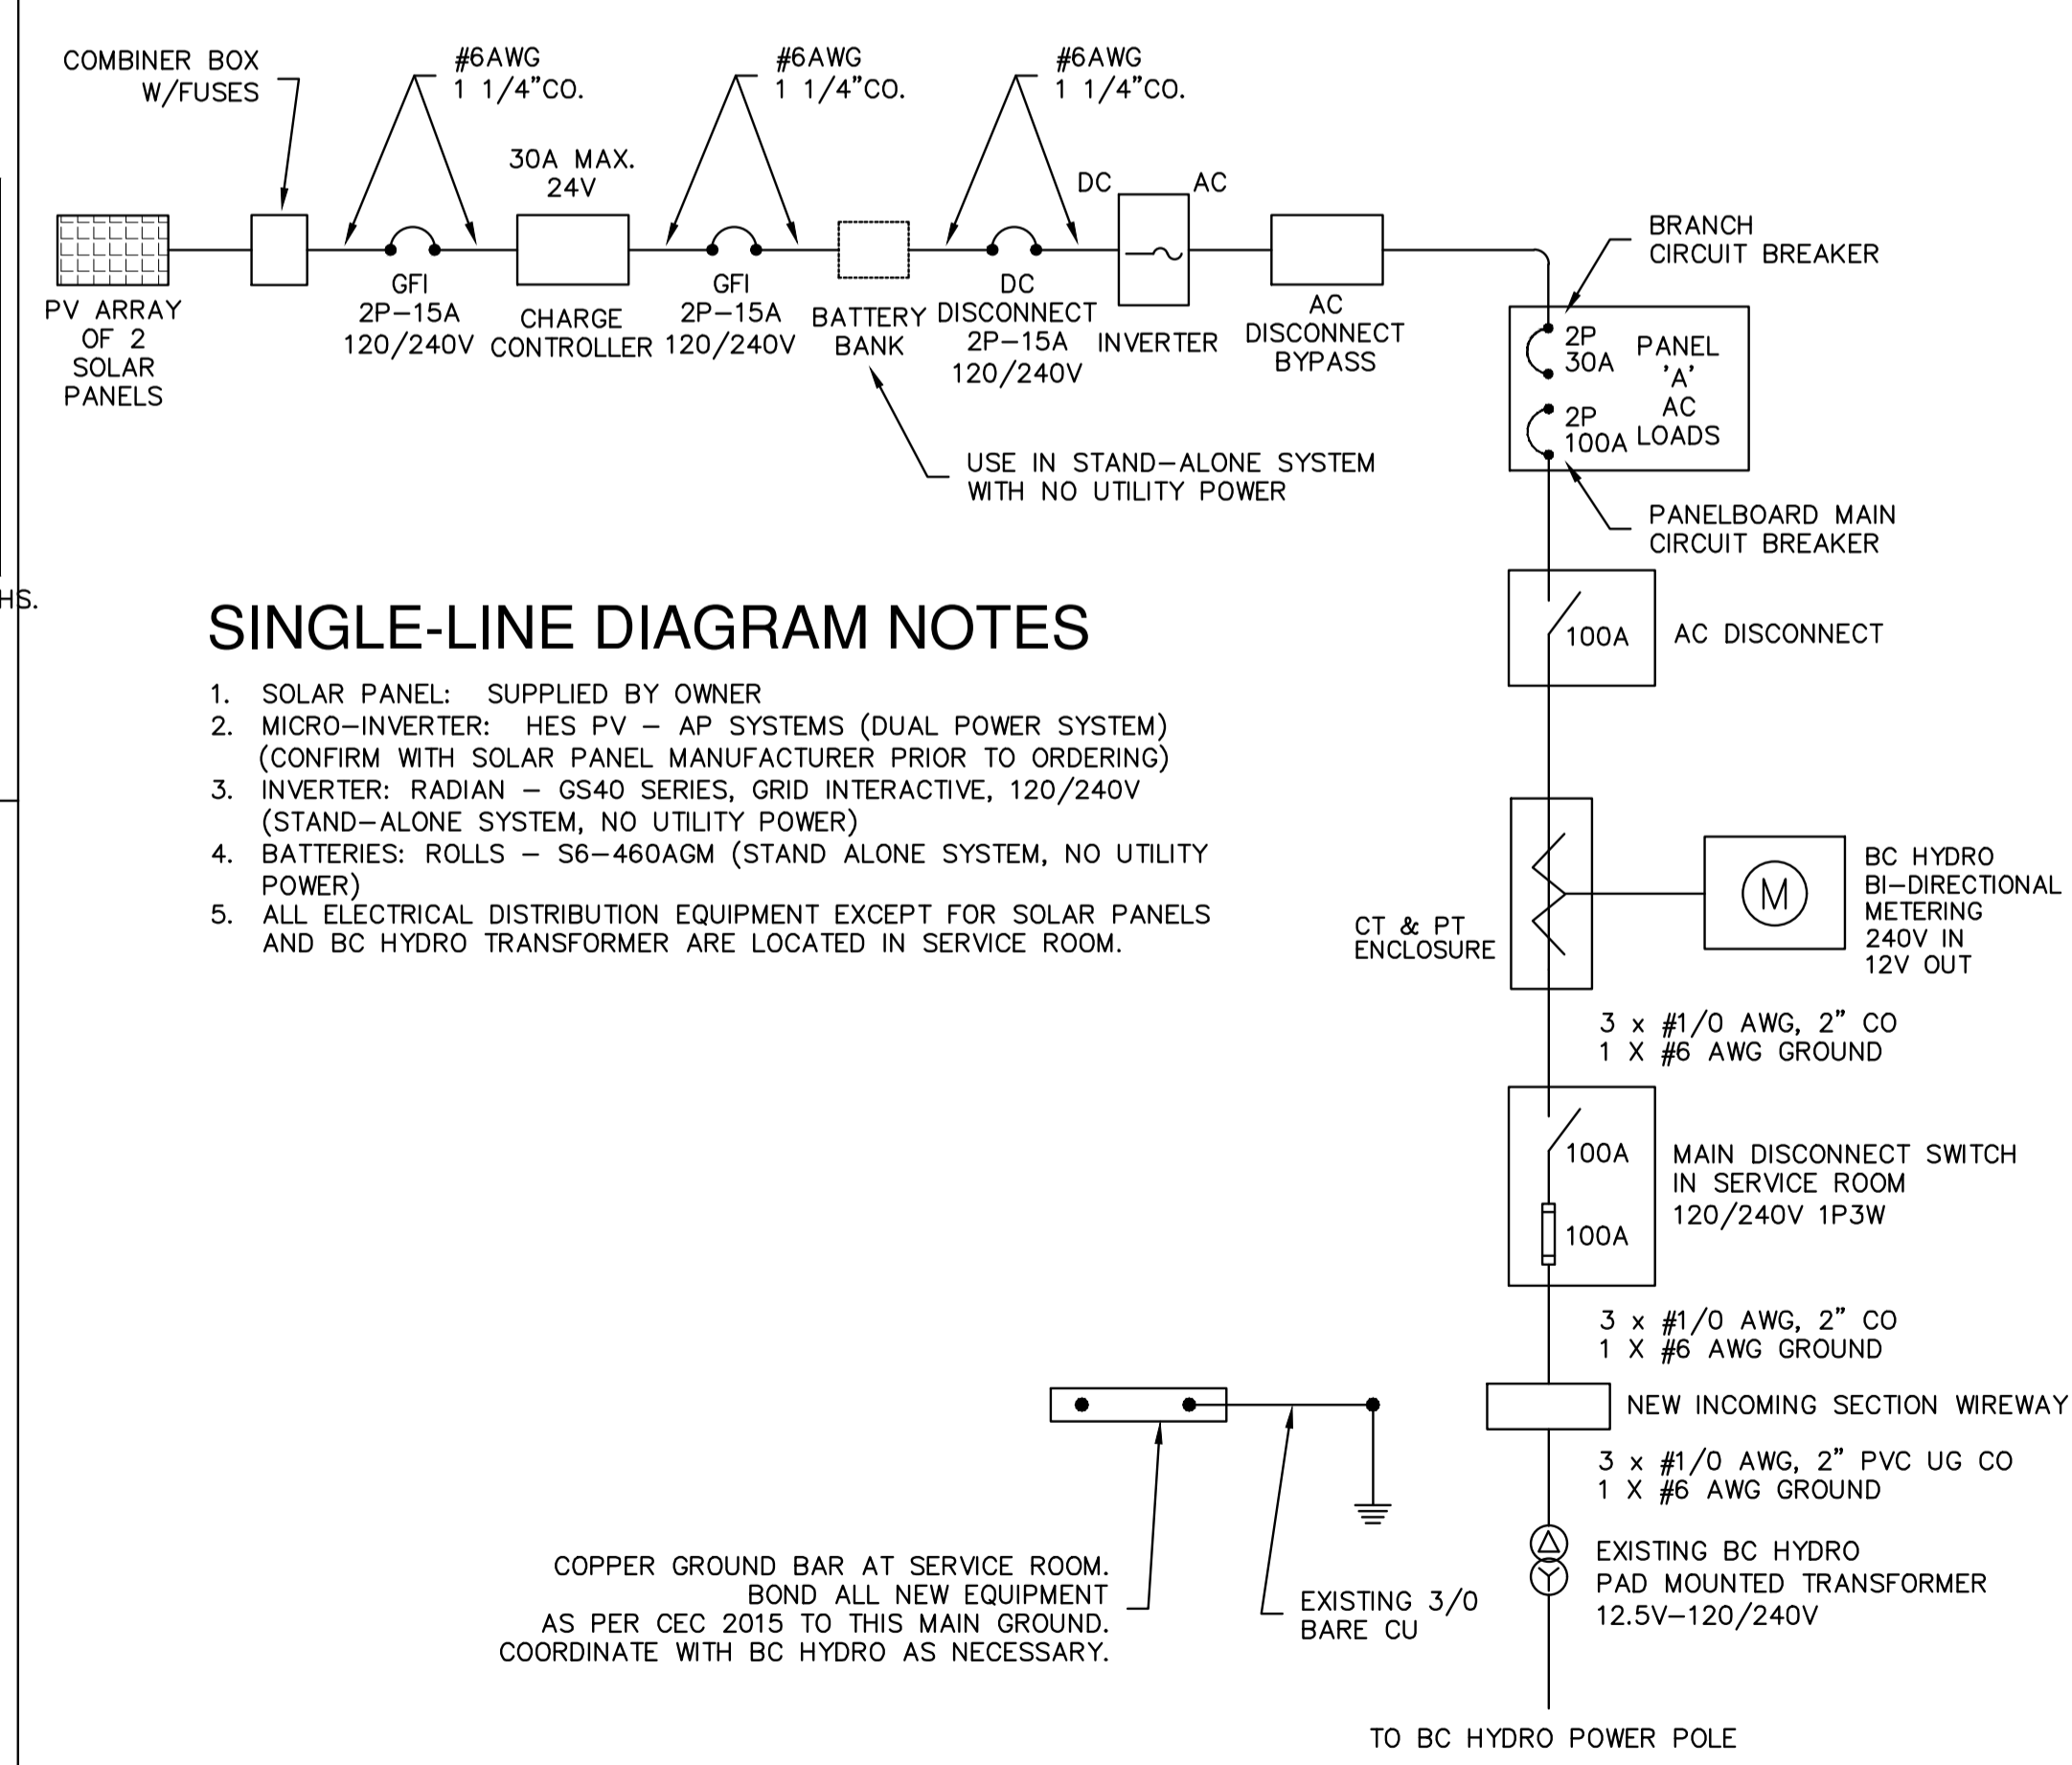 COMBINER BOX
W/FUSES
#6AWG
1 1/4"CO.
#6AWG
1 1/4"CO.
#6AWG
1 1/4"CO.
30A MAX.
24V
DC
AC
PV ARRAY
OF 2
SOLAR
PANELS
GFI
2P-15A
120/240V
CHARGE
CONTROLLER
GFI
2P-15A
120/240V
BATTERY
BANK
DC
DISCONNECT
2P-15A
120/240V
INVERTER
AC
DISCONNECT
BYPASS
BRANCH
CIRCUIT BREAKER
2P
30A
2P
100A
PANEL
'A'
AC
LOADS
USE IN STAND-ALONE SYSTEM
WITH NO UTILITY POWER
PANELBOARD MAIN
CIRCUIT BREAKER
100A
AC DISCONNECT
HS.
SINGLE-LINE DIAGRAM NOTES
1. SOLAR PANEL: SUPPLIED BY OWNER
2. MICRO-INVERTER: HES PV - AP SYSTEMS (DUAL POWER SYSTEM)
(CONFIRM WITH SOLAR PANEL MANUFACTURER PRIOR TO ORDERING)
3. INVERTER: RADIAN - GS40 SERIES, GRID INTERACTIVE, 120/240V
(STAND-ALONE SYSTEM, NO UTILITY POWER)
4. BATTERIES: ROLLS - S6-460AGM (STAND ALONE SYSTEM, NO UTILITY
POWER)
5. ALL ELECTRICAL DISTRIBUTION EQUIPMENT EXCEPT FOR SOLAR PANELS
AND BC HYDRO TRANSFORMER ARE LOCATED IN SERVICE ROOM.
CT & PT
ENCLOSURE
M
BC HYDRO
BI-DIRECTIONAL
METERING
240V IN
12V OUT
3 x #1/0 AWG, 2" CO
1 X #6 AWG GROUND
100A
100A
MAIN DISCONNECT SWITCH
IN SERVICE ROOM
120/240V 1P3W
3 x #1/0 AWG, 2" CO
1 X #6 AWG GROUND
NEW INCOMING SECTION WIREWAY
3 x #1/0 AWG, 2" PVC UG CO
1 X #6 AWG GROUND
EXISTING BC HYDRO
PAD MOUNTED TRANSFORMER
12.5V-120/240V
COPPER GROUND BAR AT SERVICE ROOM.
BOND ALL NEW EQUIPMENT
AS PER CEC 2015 TO THIS MAIN GROUND.
COORDINATE WITH BC HYDRO AS NECESSARY.
EXISTING 3/0
BARE CU
TO BC HYDRO POWER POLE